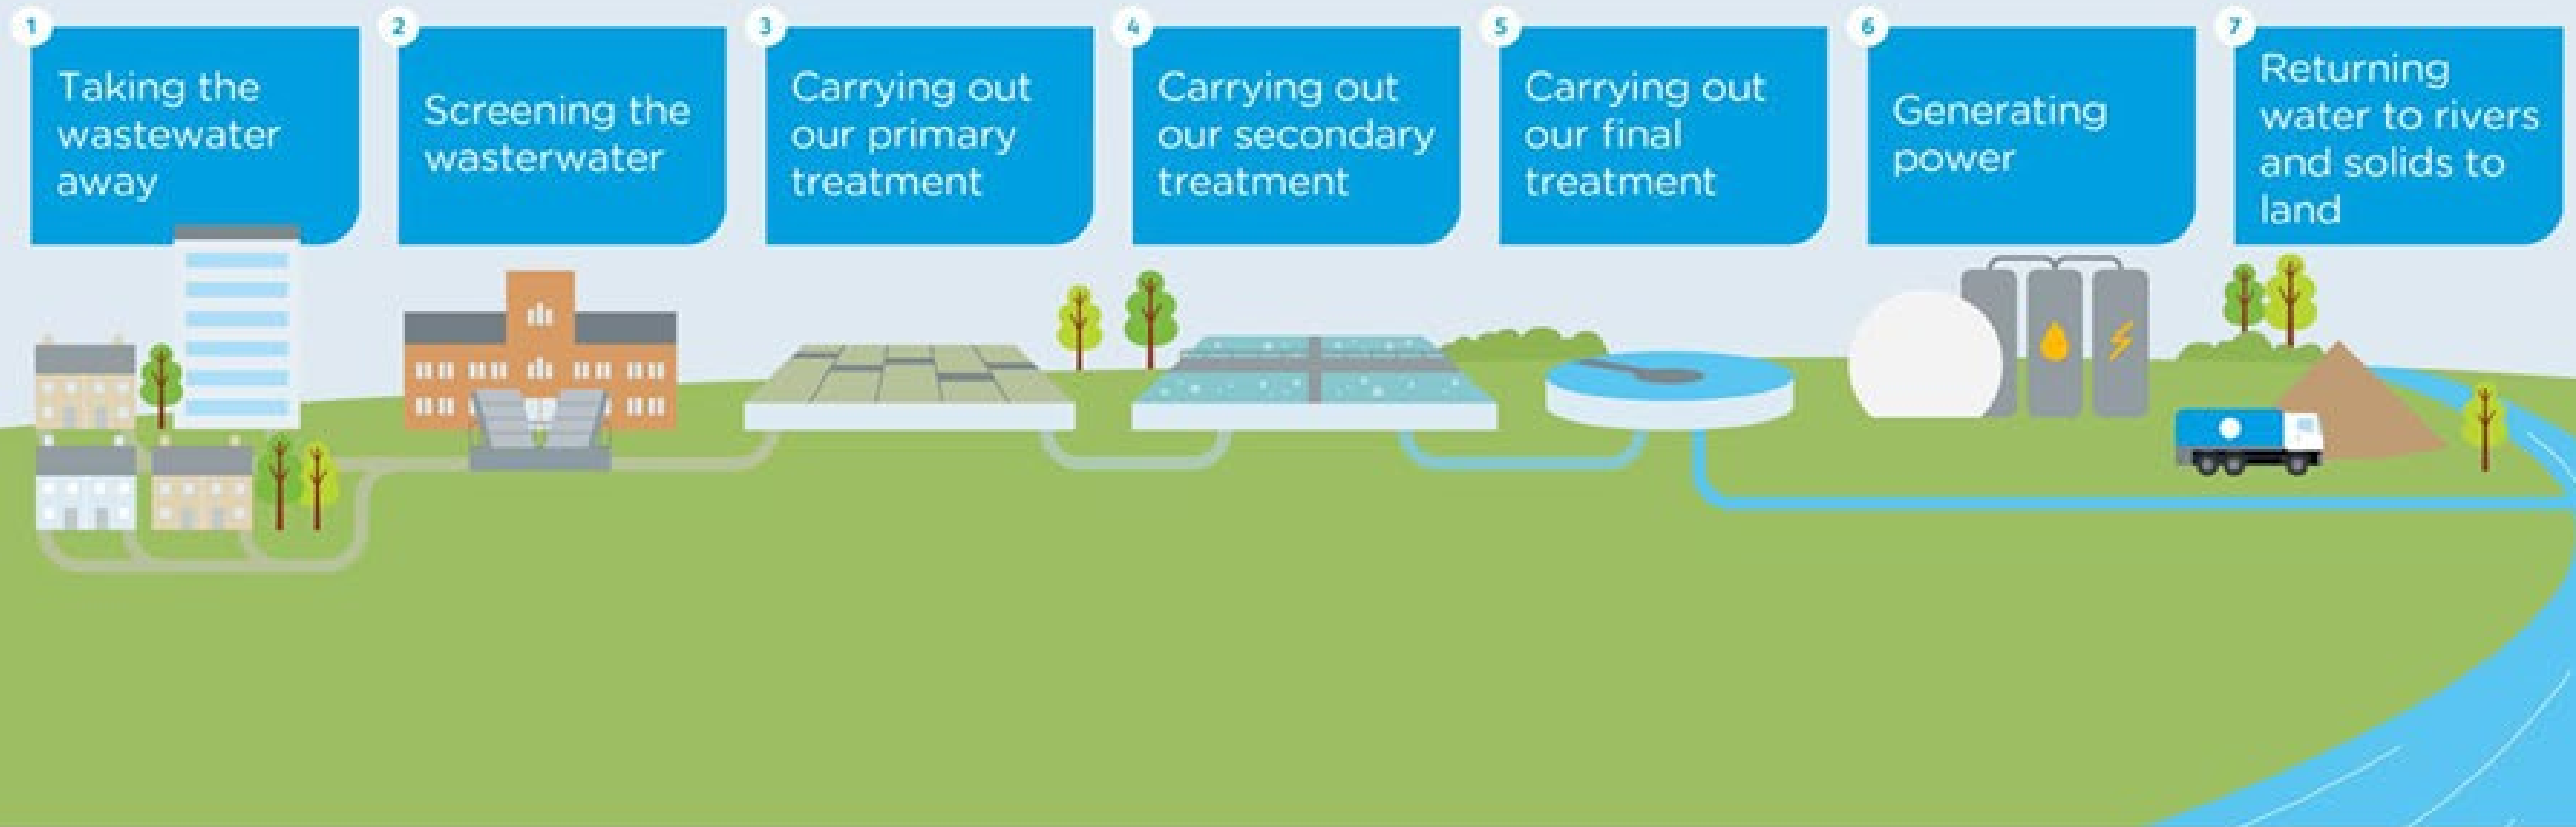 1
Taking the
wastewater
away
2
Screening the
wasterwater
3
Carrying out
our primary
treatment
4
Carrying out
our secondary
treatment
5
Carrying out
our final
treatment
6
Generating
power
7
Returning
water to rivers
and solids to
land